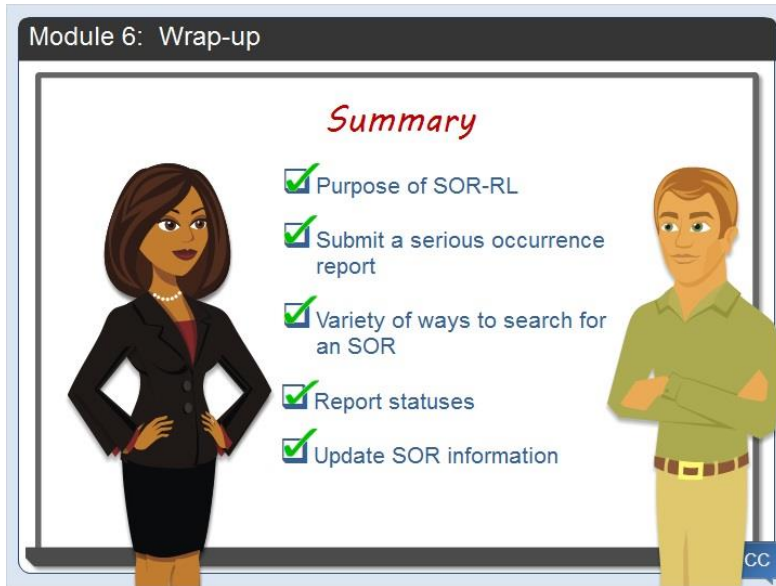 Module 6: Wrap-up
Summary
Purpose of SOR-RL
Submit a serious occurrence
report
Variety of ways to search for
an SOR
Report statuses
Update SOR information
CC